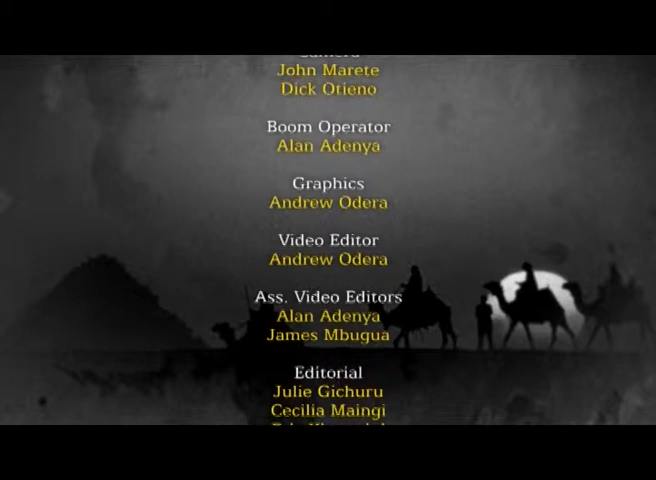 John Marete
Dick Otieno
Boom Operator
Alan Adenya
Graphics
Andrew Odera
Video Editor
Andrew Odera
Ass. Video Editors
Alan Adenya
James Mbugua
Editorial
Julie Gichuru
Cecilia Maingi